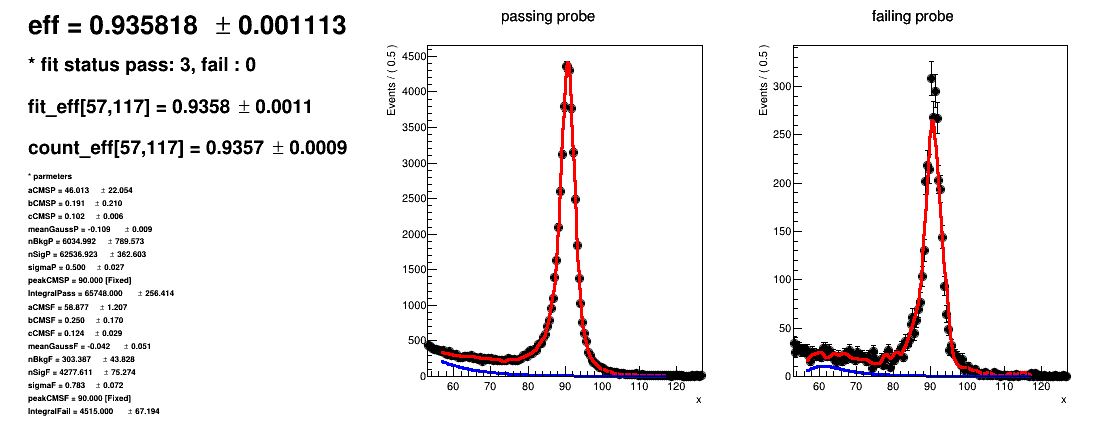 eff = 0.935818 ± 0.001113
* fit status pass: 3, fail : 0
fit_eff[57,117] = 0.9358 ± 0.0011
count_eff[57,117] = 0.9357 ± 0.0009
* parmeters
aCMSP = 46.013 ± 22.054
bCMSP = 0.191 ± 0.210
cCMSP = 0.102 ± 0.006
meanGaussP = -0.109 ± 0.009
nBkgP = 6034.992 ± 789.573
nSigP = 62536.923 ± 362.603
sigmaP = 0.500 ± 0.027
peakCMSP = 90.000 [Fixed]
IntegralPass = 65748.000 ± 256.414
aCMSF = 58.877 ± 1.207
bCMSF = 0.250 ± 0.170
cCMSF = 0.124 ± 0.029
meanGaussF = -0.042 ± 0.051
nBkgF = 303.387 ± 43.828
nSigF = 4277.611 ± 75.274
sigmaF = 0.783 ± 0.072
peakCMSF = 90.000 [Fixed]
IntegralFail = 4515.000 ± 67.194
passing probe
Events / ( 0.5 )
4500
4000
3500
3000
2500
2000
1500
1000
500
0
60 70 80 90 100 110 120
x
failing probe
Events / ( 0.5 )
300
250
200
150
100
50
0
60 70 80 90 100 110 120
x